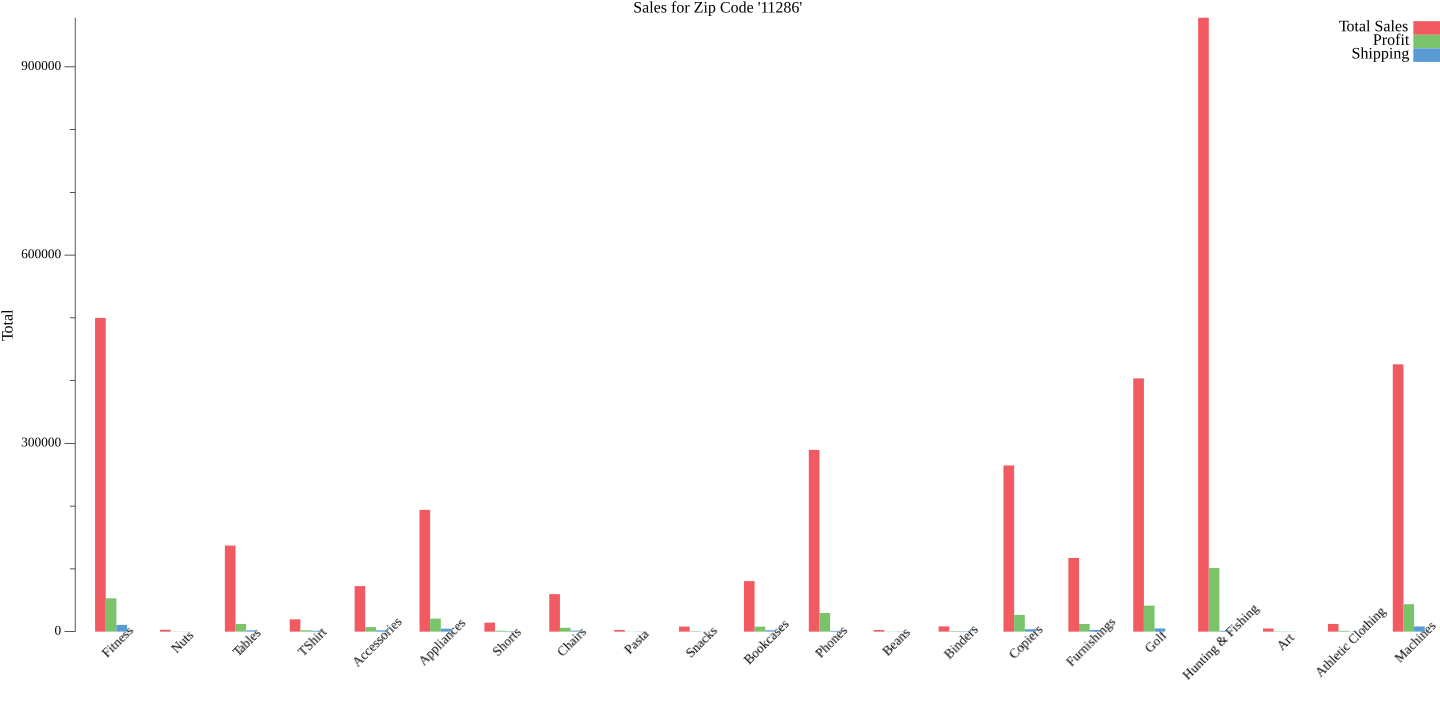 Sales for Zip Code '11286'
Total Sales
Profit
Shipping
900000
600000
300000
0
Total
Fitness
Nuts
Tables
TShirt
Accessories
Appliances
Shorts
Chairs
Pasta
Snacks
Bookcases
Phones
Beans
Binders
Copiers
Furnishings
Golf
Hunting & Fishing
Art
Athletic Clothing
Machines